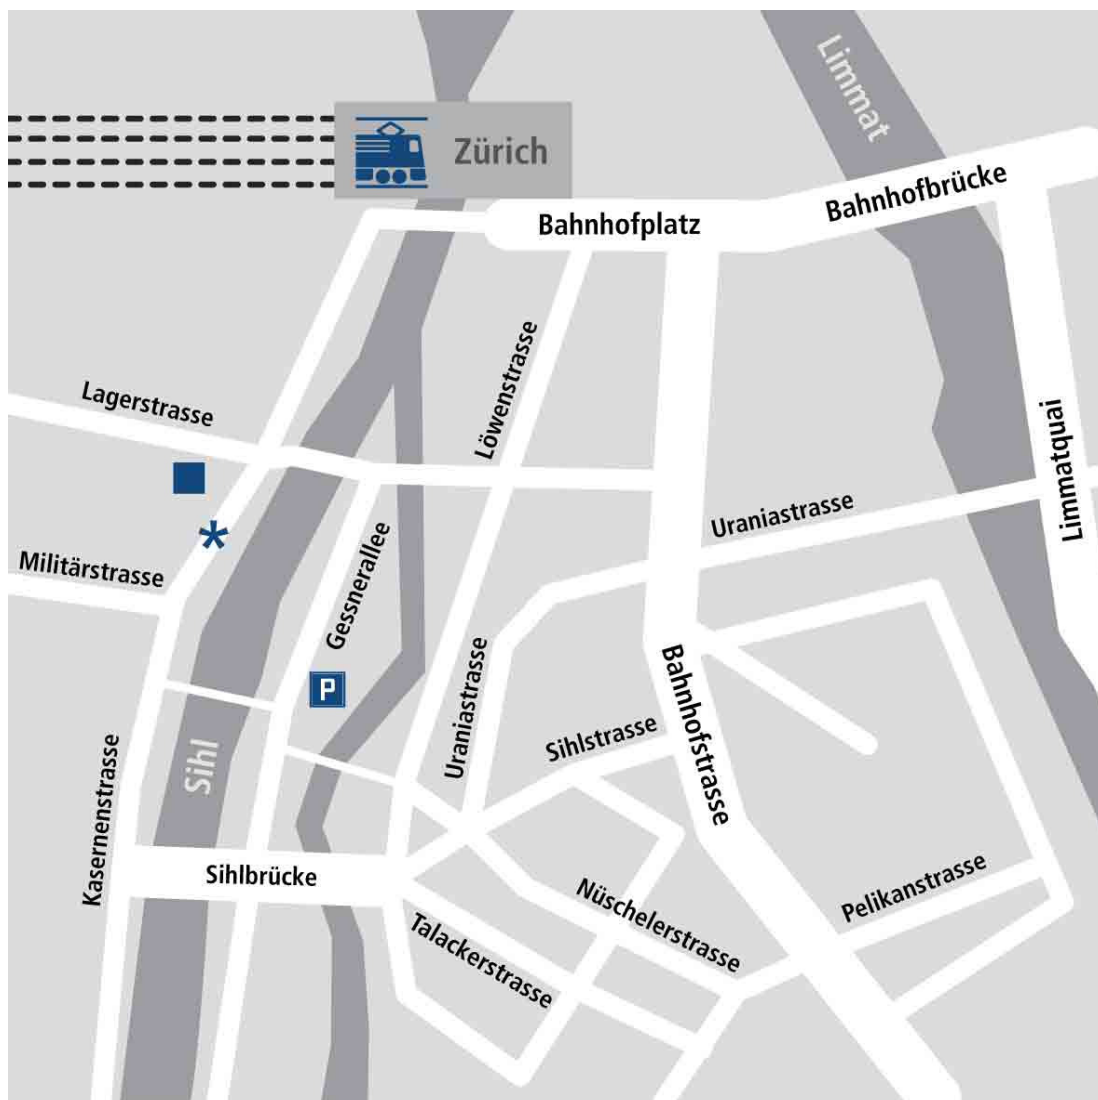 Limmat
Zürich
Bahnhofbrücke
Bahnhofplatz
Löwenstrasse
Lagerstrasse
Limmatquai
Uraniastrasse
*
Militärstrasse
Gessnerallee
P
Uraniastrasse
Bahnhofstrasse
Sihlstrasse
Sihl
Kasernenstrasse
Sihlbrücke
Nüschelerstrasse
Pelikanstrasse
Talackerstrasse